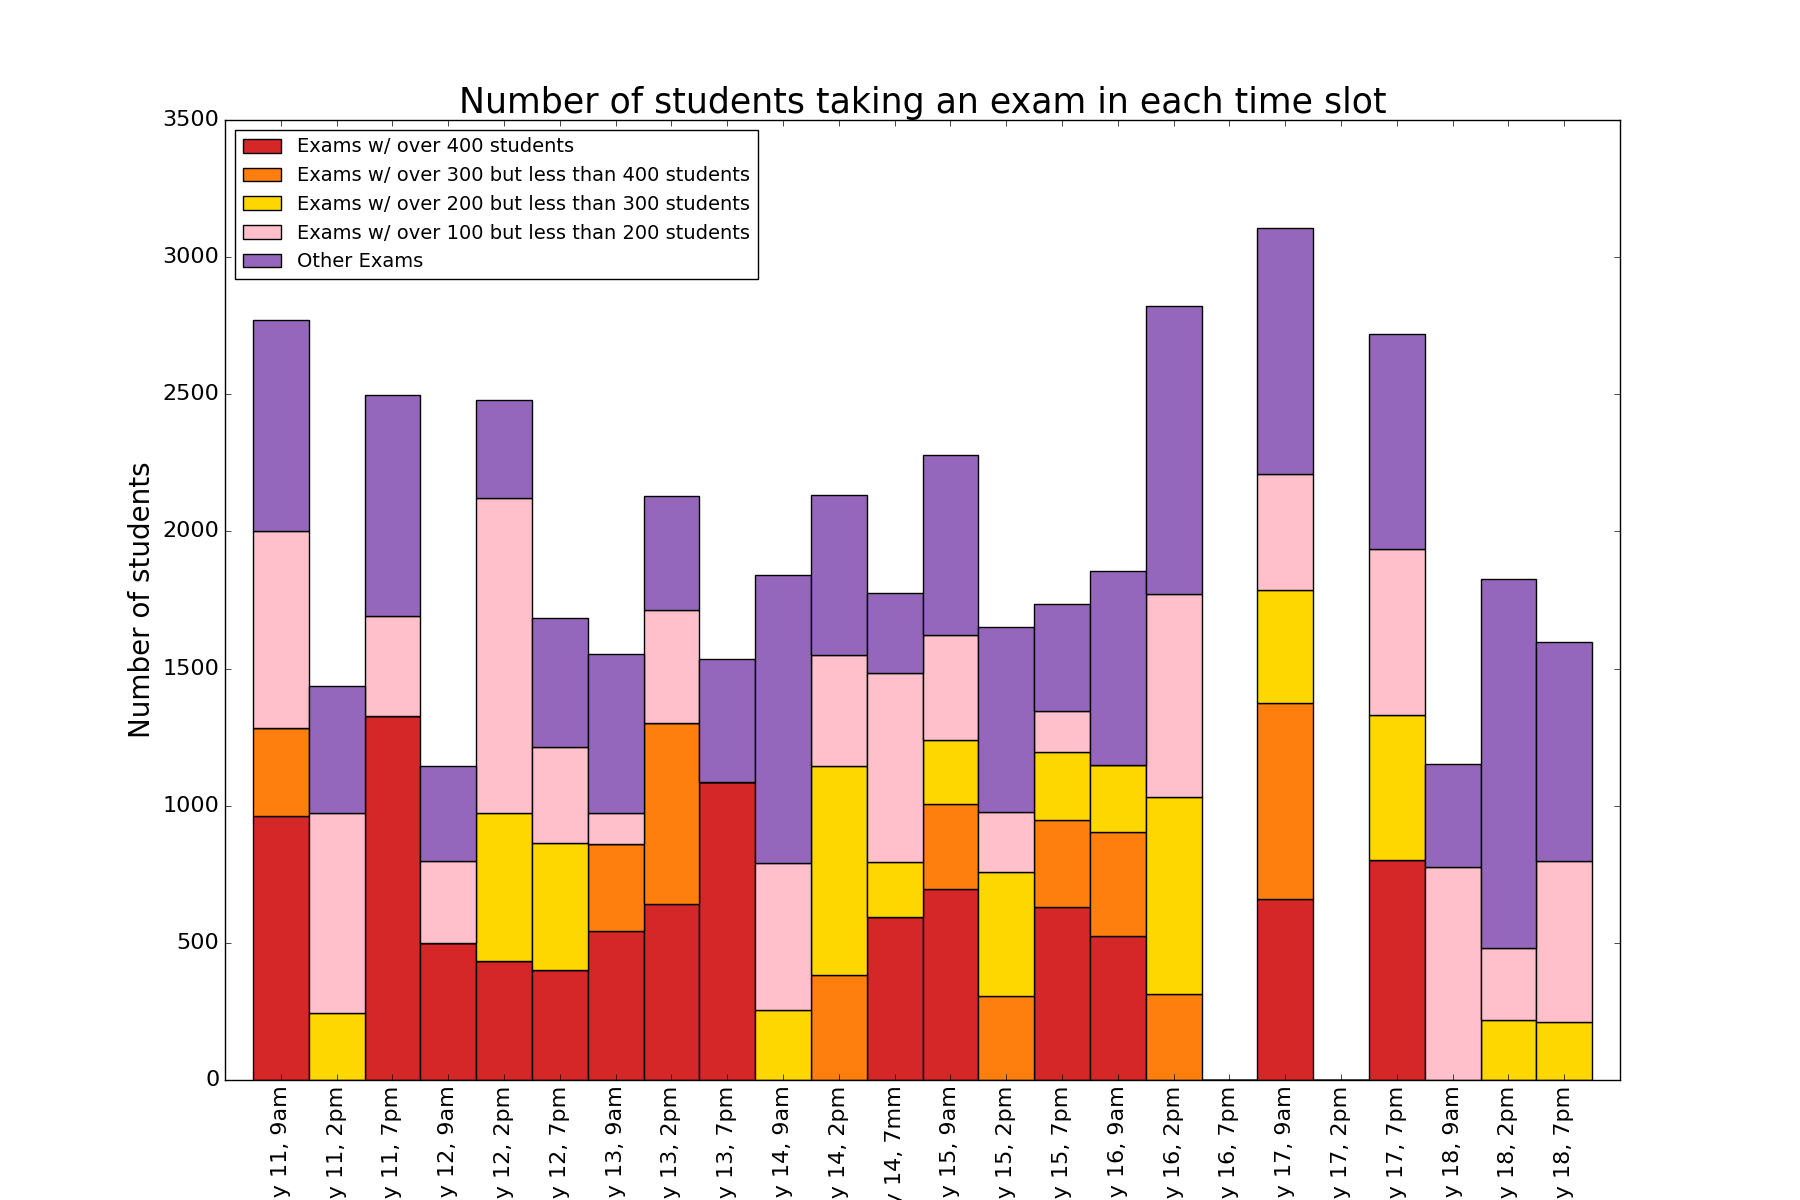 Number of students taking an exam in each time slot
Exams w/ over 400 students
Exams w/ over 300 but less than 400 students
Exams w/ over 200 but less than 300 students
Exams w/ over 100 but less than 200 students
Other Exams
Number of students
3500
3000
2500
2000
1500
1000
500
0
y 11, 9am
y 11, 2pm
y 11, 7pm
y 12, 9am
y 12, 2pm
y 12, 7pm
y 13, 9am
y 13, 2pm
y 13, 7pm
y 14, 9am
y 14, 2pm
y 14, 7mm
y 15, 9am
y 15, 2pm
y 15, 7pm
y 16, 9am
y 16, 2pm
y 16, 7pm
y 17, 9am
y 17, 2pm
y 17, 7pm
y 18, 9am
y 18, 2pm
y 18, 7pm